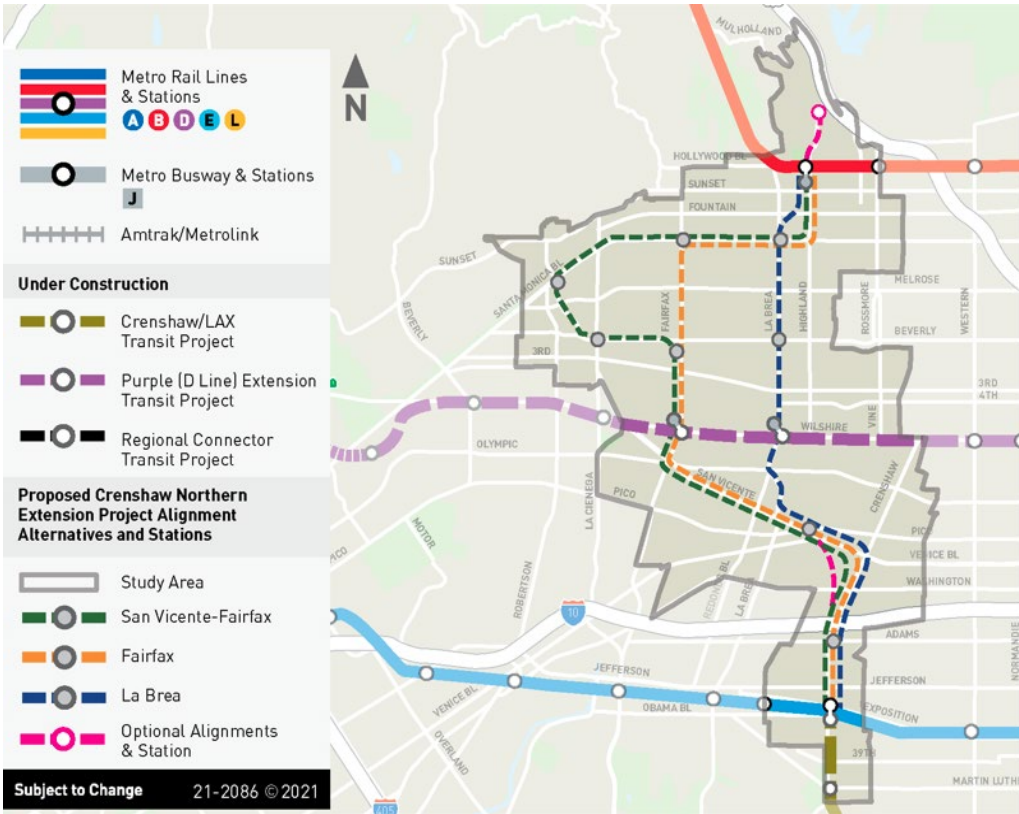 Metro Rail Lines
& Stations
A B D E L
Metro Busway & Stations
J
Amtrak/Metrolink
Under Construction
Crenshaw/LAX
Transit Project
Purple (D Line) Extension
Transit Project
Regional Connector
Transit Project
Proposed Crenshaw Northern
Extension Project Alignment
Alternatives and Stations
Study Area
San Vicente-Fairfax
Fairfax
La Brea
Optional Alignments
& Station
Subject to Change 21-2086 © 2021
N
MULHOLLAND
HOLLYWOOD BL
SUNSET
FOUNTAIN
SUNSET
SANTA MONICA BL
MELROSE
BEVERLY
FAIRFAX
LA BREA
HIGHLAND
ROSSMORE
WESTERN
BEVERLY
3RD
3RD
4TH
WILSHIRE
VINE
OLYMPIC
SAN VICENTE
CRENSHAW
PICO
LA CIENEGA
PICO
MOTOR
PICO
VENICE BL
WASHINGTON
ROBERTSON
REDONDO BL
LA BREA
10
ADAMS
NORMANDIE
JEFFERSON
JEFFERSON
VENICE BL
OBAMA BL
EXPOSITION
OVERLAND
39TH
MARTIN LUTHE
405